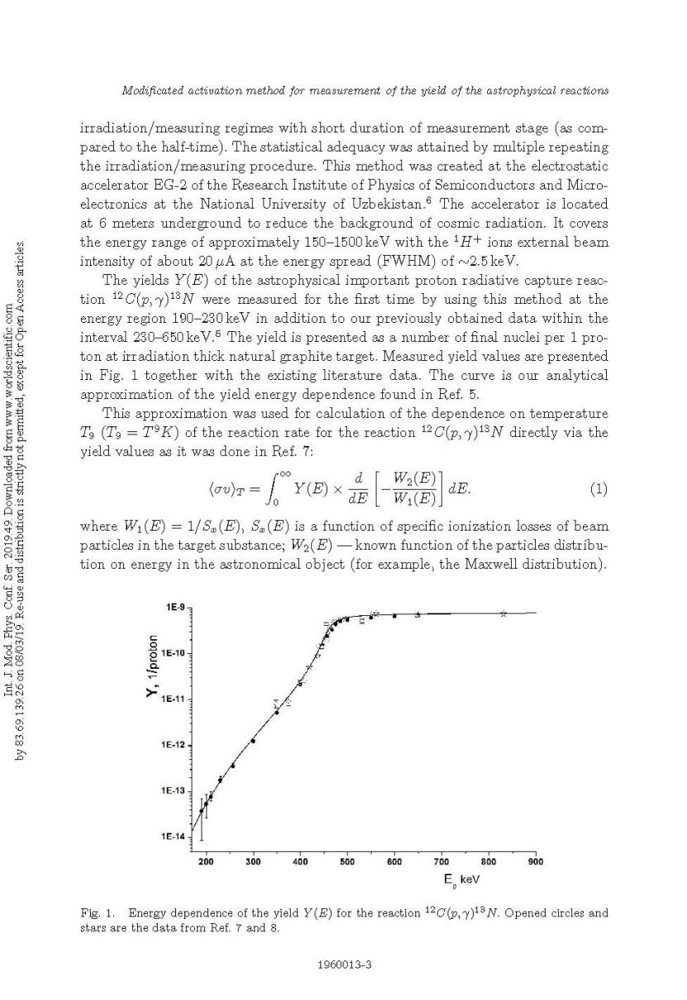 Modificated activation method for measurement of the yield of the astrophysical reactions
irradiation/measuring regimes with short duration of measurement stage (as com-
pared to the half-time). The statistical adequacy was attained by multiple repeating
the irradiation/measuring procedure. This method was created at the electrostatic
accelerator EG-2 of the Research Institute of Physics of Semiconductors and Micro-
electronics at the National University of Uzbekistan.⁶ The accelerator is located
at 6 meters underground to reduce the background of cosmic radiation. It covers
the energy range of approximately 150–1500 keV with the ¹H⁺ ions external beam
intensity of about 20 μA at the energy spread (FWHM) of ∼2.5 keV.
The yields Y(E) of the astrophysical important proton radiative capture reac-
tion ¹²C(p,γ)¹³N were measured for the first time by using this method at the
energy region 190–230 keV in addition to our previously obtained data within the
interval 230–650 keV.⁵ The yield is presented as a number of final nuclei per 1 pro-
ton at irradiation thick natural graphite target. Measured yield values are presented
in Fig. 1 together with the existing literature data. The curve is our analytical
approximation of the yield energy dependence found in Ref. 5.
This approximation was used for calculation of the dependence on temperature
T₉ (T₉ = T⁹K) of the reaction rate for the reaction ¹²C(p,γ)¹³N directly via the
yield values as it was done in Ref. 7:
⟨σv⟩_T = ∫₀^∞ Y(E) × d/dE [−W₂(E)/W₁(E)] dE. (1)
where W₁(E) = 1/Sₓ(E), Sₓ(E) is a function of specific ionization losses of beam
particles in the target substance; W₂(E) — known function of the particles distribu-
tion on energy in the astronomical object (for example, the Maxwell distribution).
1E-9
1E-10
1E-11
1E-12
1E-13
1E-14
Y, 1/proton
200 300 400 500 600 700 800 900
E_p keV
Fig. 1. Energy dependence of the yield Y(E) for the reaction ¹²C(p,γ)¹³N. Opened circles and
stars are the data from Ref. 7 and 8.
1960013-3
Int. J. Mod. Phys. Conf. Ser. 2019.49. Downloaded from www.worldscientific.com
by 83.69.139.26 on 08/03/19. Re-use and distribution is strictly not permitted, except for Open Access articles.